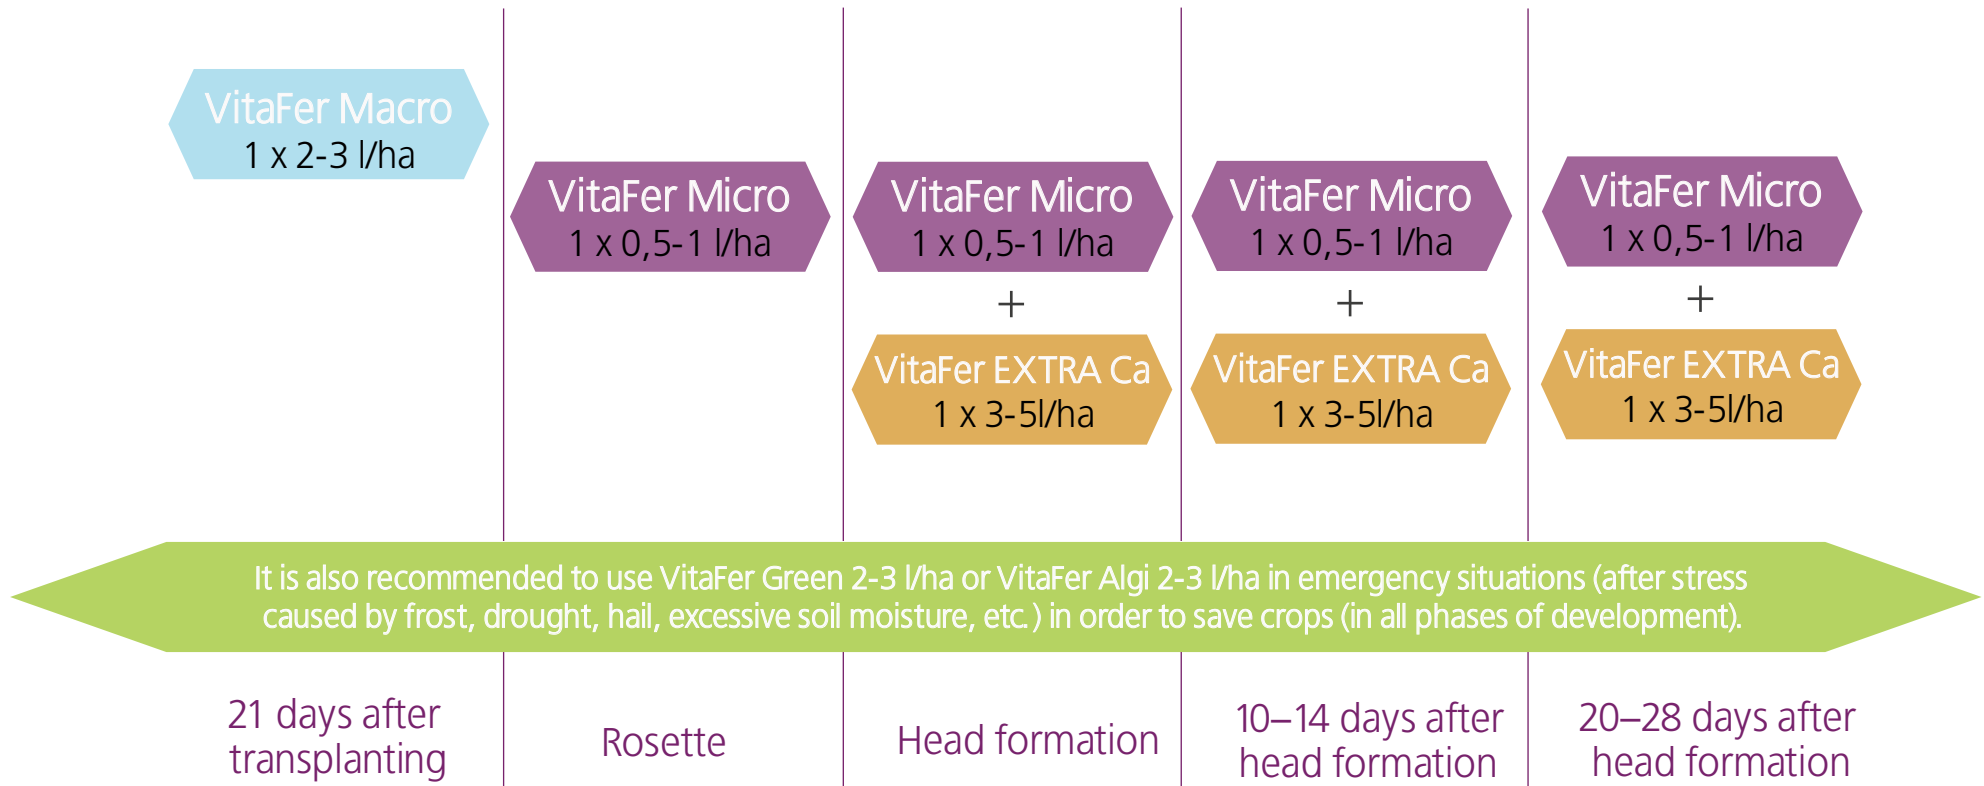 VitaFer Macro
1 x 2-3 l/ha
VitaFer Micro
1 x 0,5-1 l/ha
VitaFer Micro
1 x 0,5-1 l/ha
+
VitaFer EXTRA Ca
1 x 3-5l/ha
VitaFer Micro
1 x 0,5-1 l/ha
+
VitaFer EXTRA Ca
1 x 3-5l/ha
VitaFer Micro
1 x 0,5-1 l/ha
+
VitaFer EXTRA Ca
1 x 3-5l/ha
It is also recommended to use VitaFer Green 2-3 l/ha or VitaFer Algi 2-3 l/ha in emergency situations (after stress
caused by frost, drought, hail, excessive soil moisture, etc.) in order to save crops (in all phases of development).
21 days after
transplanting
Rosette
Head formation
10–14 days after
head formation
20–28 days after
head formation